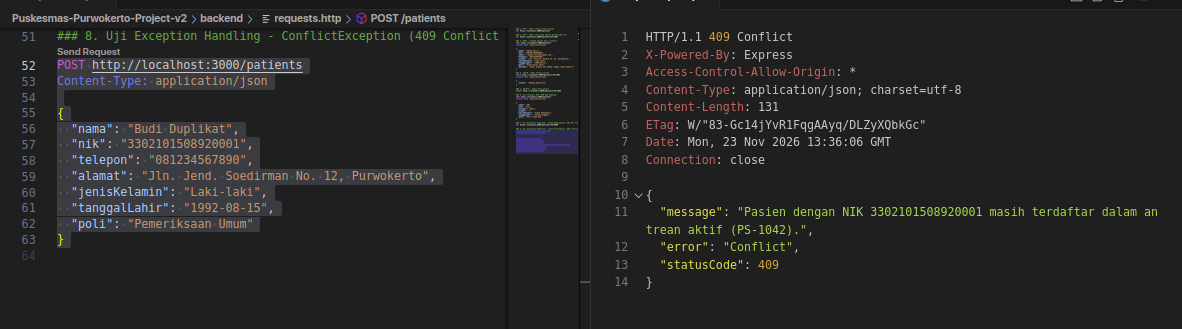 Puskesmas-Purwokerto-Project-v2 > backend > requests.http > POST /patients
51 ### 8. Uji Exception Handling - ConflictException (409 Conflict
Send Request
52 POST http://localhost:3000/patients
53 Content-Type: application/json
54
55 {
56 "nama": "Budi Duplikat",
57 "nik": "3302101508920001",
58 "telepon": "081234567890",
59 "alamat": "Jln. Jend. Soedirman No. 12, Purwokerto",
60 "jenisKelamin": "Laki-laki",
61 "tanggalLahir": "1992-08-15",
62 "poli": "Pemeriksaan Umum"
63 }
64
1 HTTP/1.1 409 Conflict
2 X-Powered-By: Express
3 Access-Control-Allow-Origin: *
4 Content-Type: application/json; charset=utf-8
5 Content-Length: 131
6 ETag: W/"83-Gc14jYvR1FqgAAyq/DLZyXQbkGc"
7 Date: Mon, 23 Nov 2026 13:36:06 GMT
8 Connection: close
9
10 {
11 "message": "Pasien dengan NIK 3302101508920001 masih terdaftar dalam an
trean aktif (PS-1042).",
12 "error": "Conflict",
13 "statusCode": 409
14 }